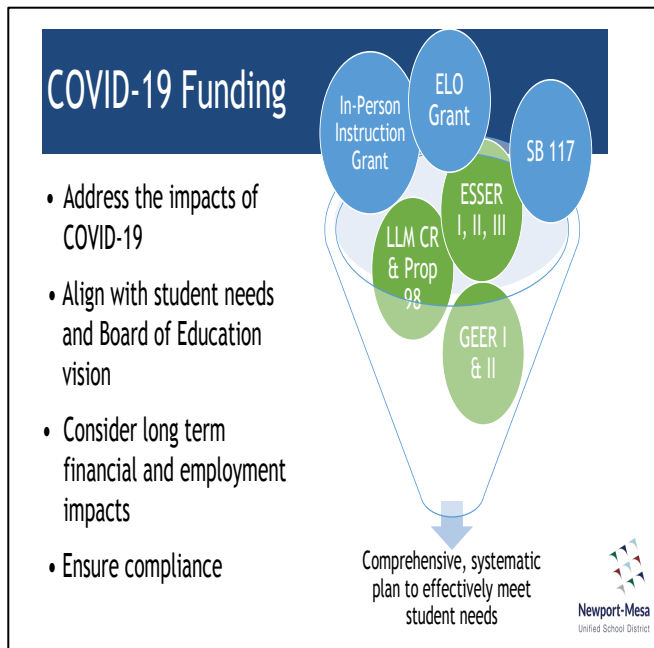 COVID-19 Funding
• Address the impacts of
COVID-19
• Align with student needs
and Board of Education
vision
• Consider long term
financial and employment
impacts
• Ensure compliance
In-Person
Instruction
Grant
ELO
Grant
SB 117
ESSER
I, II, III
LLM CR
& Prop
98
GEER I
& II
Comprehensive, systematic
plan to effectively meet
student needs
Newport-Mesa
Unified School District